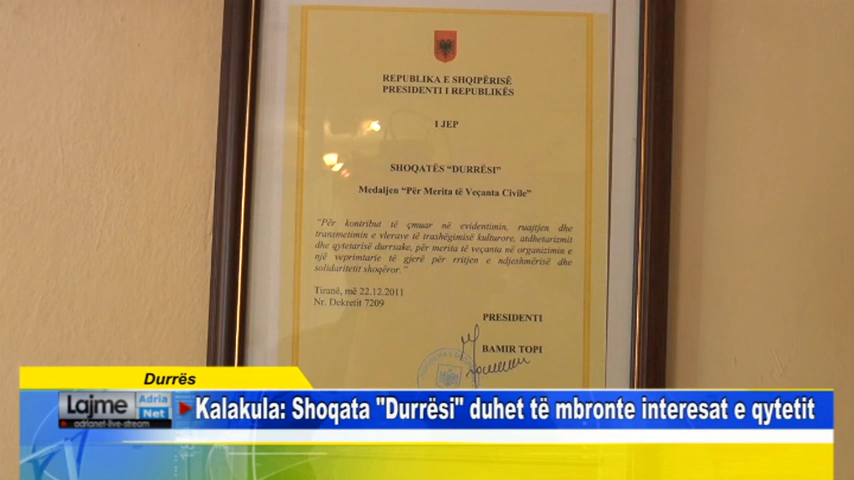 REPUBLIKA E SHQIPËRISË
PRESIDENTI I REPUBLIKËS
I JEP
SHOQATËS "DURRËSI"
Medaljen "Për Merita të Veçanta Civile"
"Për kontribut të çmuar në evidentimin, ruajtjen dhe
transmetimin e vlerave të trashëgimisë kulturore, atdhetarizmit
dhe qytetarisë durrsake, për merita të veçanta në organizimin e
një veprimtarie të gjerë për rritjen e ndjeshmërisë dhe
solidaritetit shoqëror."
Tiranë, më 22.12.2011
Nr. Dekretit 7209
PRESIDENTI
BAMIR TOPI
Durrës
Lajme Adria Net
adrianet-live-stream
Kalakula: Shoqata "Durrësi" duhet të mbronte interesat e qytetit